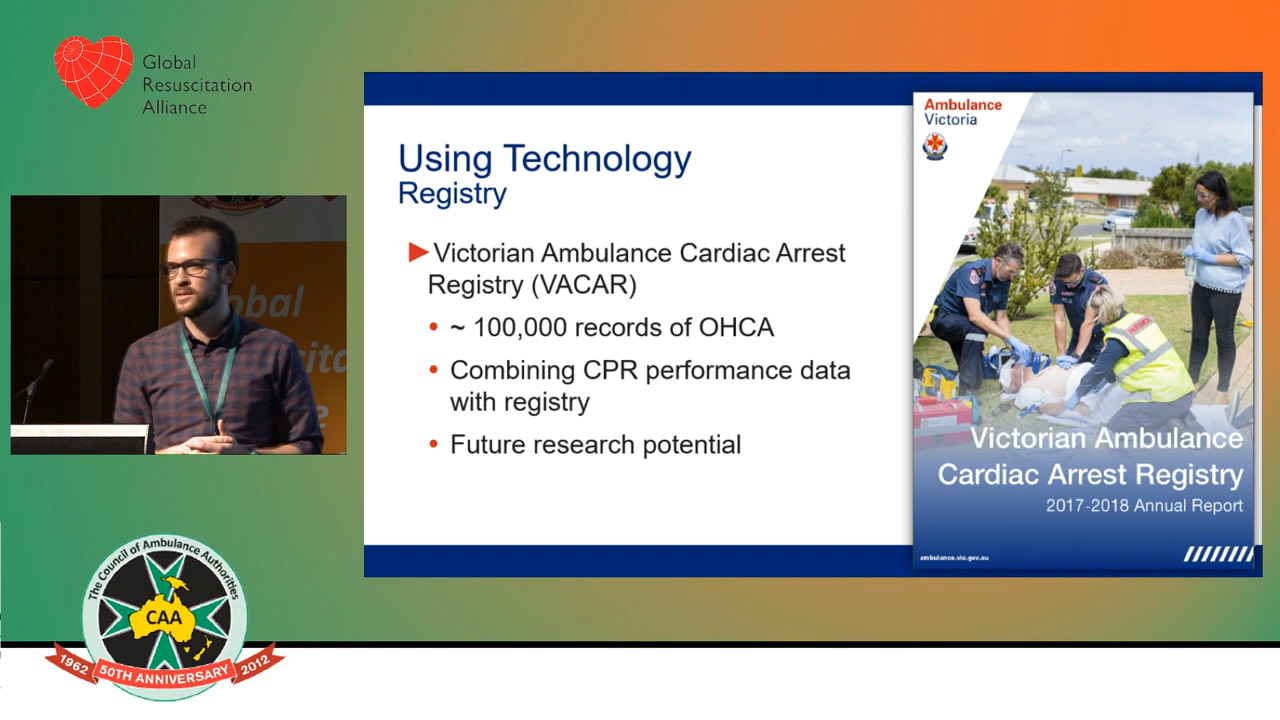 Global
Resuscitation
Alliance
Using Technology
Registry
Victorian Ambulance Cardiac Arrest
Registry (VACAR)
• ~ 100,000 records of OHCA
• Combining CPR performance data
with registry
• Future research potential
Ambulance
Victoria
Victorian Ambulance
Cardiac Arrest Registry
2017-2018 Annual Report
ambulance.vic.gov.au
The Council of Ambulance Authorities
CAA
1962 50TH ANNIVERSARY 2012